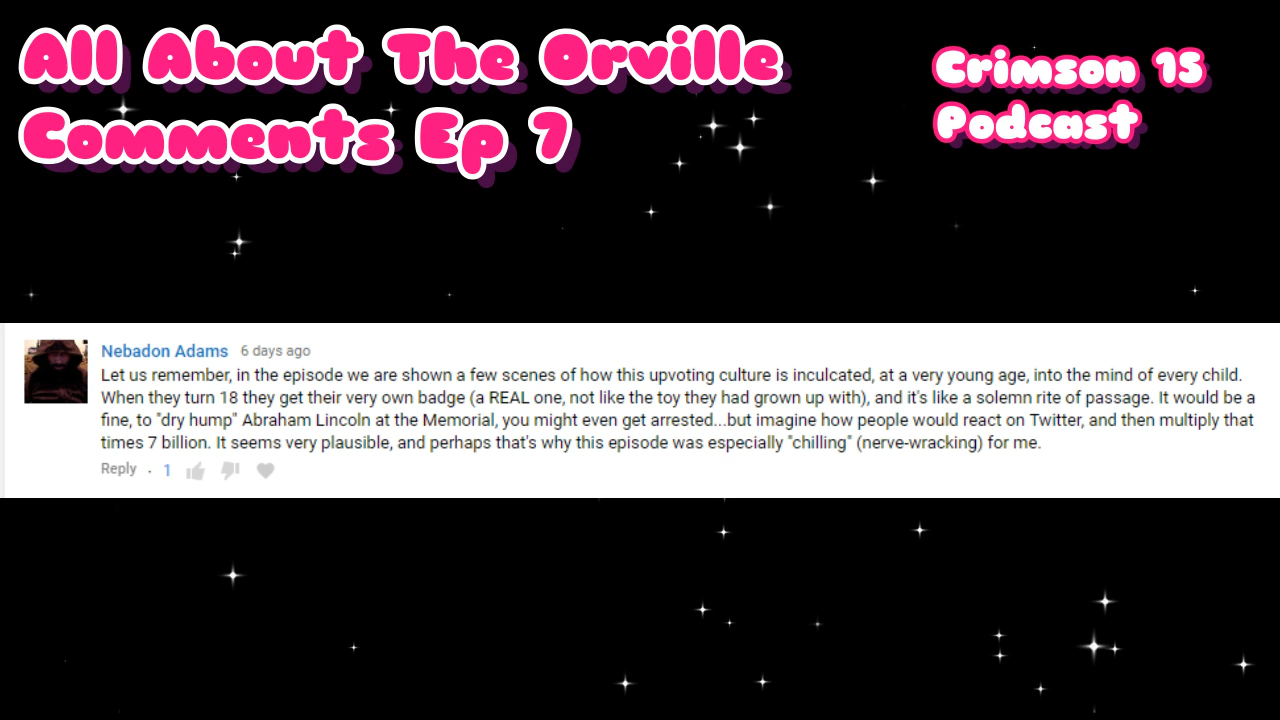 All About The Orville
Comments Ep 7
Crimson 15
Podcast
Nebadon Adams 6 days ago
Let us remember, in the episode we are shown a few scenes of how this upvoting culture is inculcated, at a very young age, into the mind of every child.
When they turn 18 they get their very own badge (a REAL one, not like the toy they had grown up with), and it's like a solemn rite of passage. It would be a
fine, to "dry hump" Abraham Lincoln at the Memorial, you might even get arrested...but imagine how people would react on Twitter, and then multiply that
times 7 billion. It seems very plausible, and perhaps that's why this episode was especially "chilling" (nerve-wracking) for me.
Reply · 1